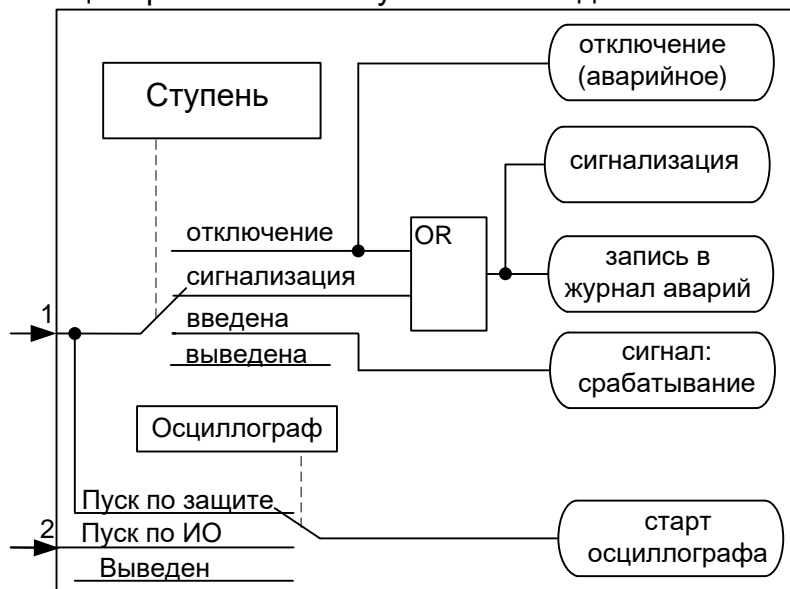 отключение
(аварийное)
Ступень
сигнализация
отключение
OR
сигнализация
запись в
журнал аварий
1
введена
выведена
сигнал:
срабатывание
Осциллограф
Пуск по защите
2
Пуск по ИО
старт
осциллографа
Выведен